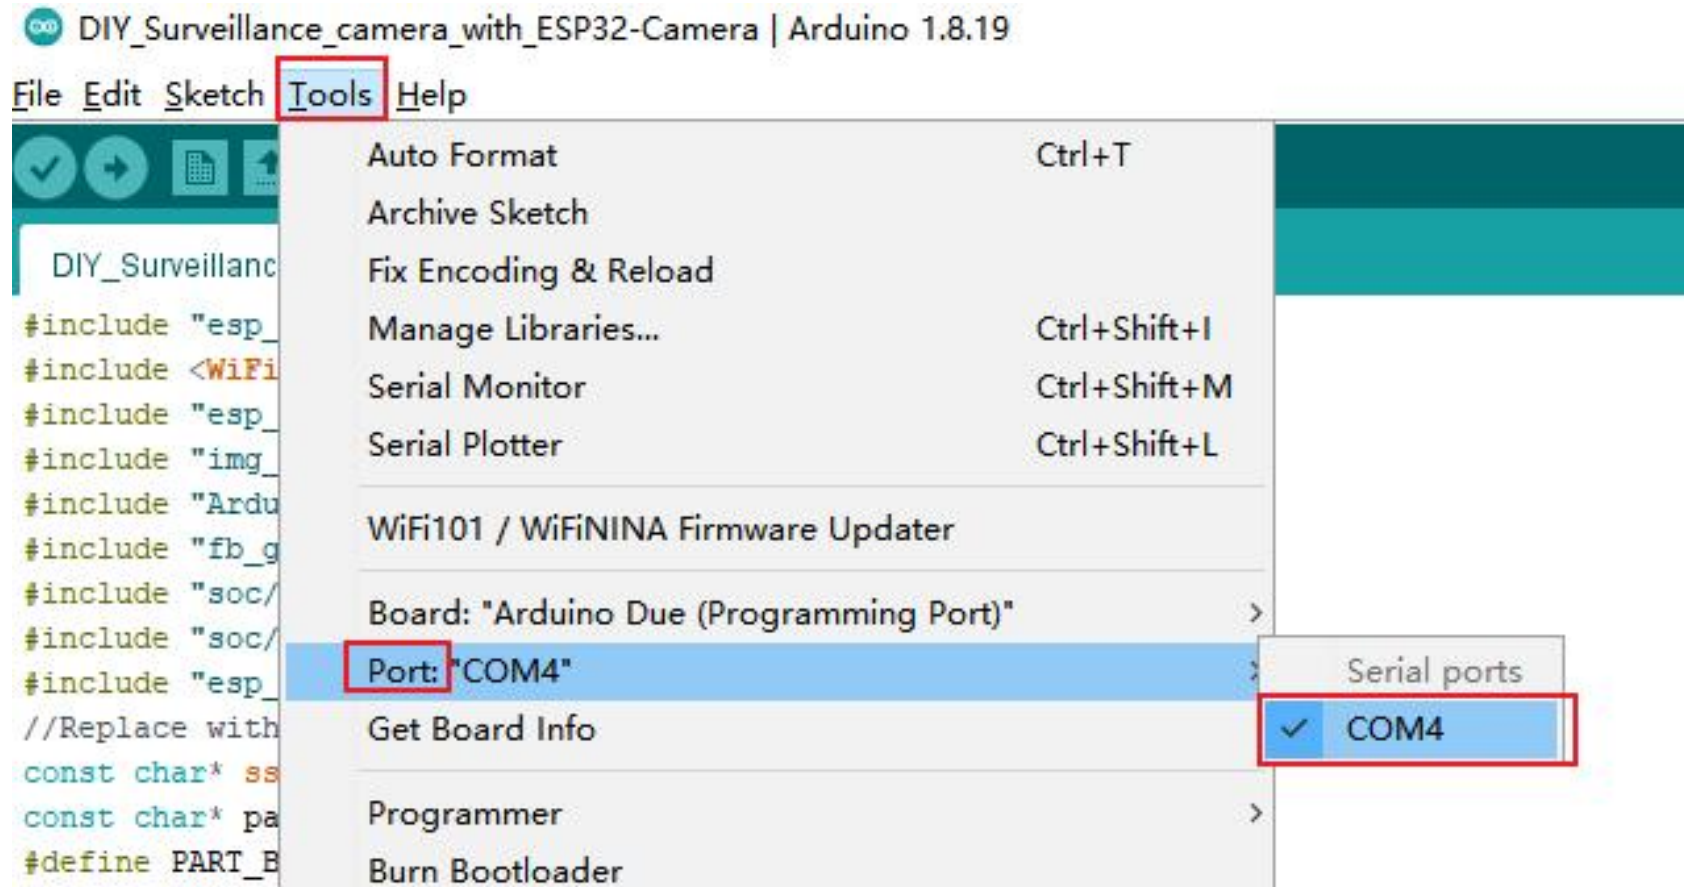 DIY_Surveillance_camera_with_ESP32-Camera | Arduino 1.8.19
File Edit Sketch Tools Help
Auto Format Ctrl+T
Archive Sketch
Fix Encoding & Reload
Manage Libraries... Ctrl+Shift+I
Serial Monitor Ctrl+Shift+M
Serial Plotter Ctrl+Shift+L
WiFi101 / WiFiNINA Firmware Updater
Board: "Arduino Due (Programming Port)"
Port: "COM4"
Get Board Info
Programmer
Burn Bootloader
Serial ports
COM4
DIY_Surveillanc
#include "esp_
#include <WiFi
#include "esp_
#include "img_
#include "Ardu
#include "fb_g
#include "soc/
#include "soc/
#include "esp_
//Replace with
const char* ss
const char* pa
#define PART_B